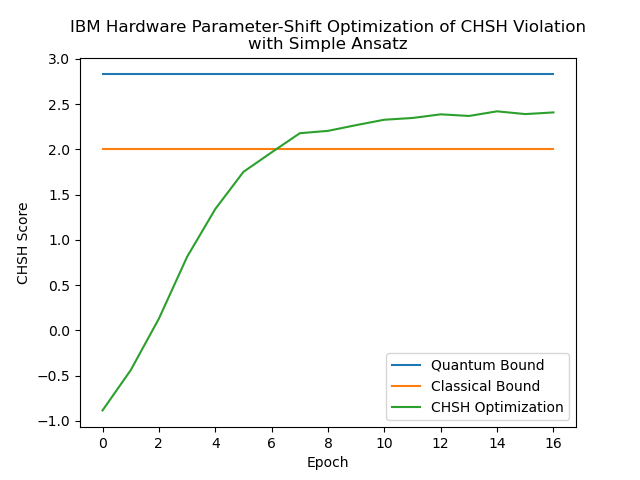 IBM Hardware Parameter-Shift Optimization of CHSH Violation
with Simple Ansatz
3.0
2.5
2.0
1.5
1.0
0.5
0.0
−0.5
−1.0
CHSH Score
Quantum Bound
Classical Bound
CHSH Optimization
0 2 4 6 8 10 12 14 16
Epoch